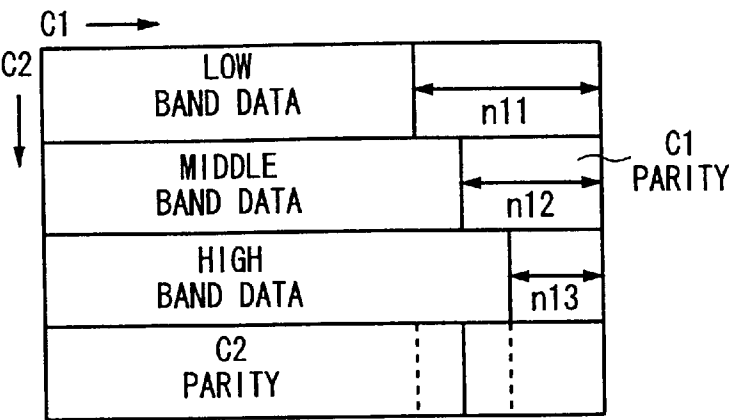 C1
C2
LOW
BAND DATA
n11
MIDDLE
BAND DATA
n12
C1
PARITY
HIGH
BAND DATA
n13
C2
PARITY